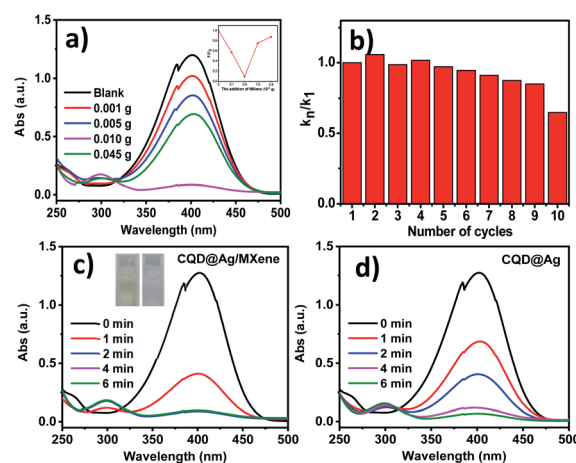 a)
1.2
Abs (a.u.)
1.0
0.5
0.0
Blank
0.001 g
0.005 g
0.010 g
0.045 g
250 300 350 400 450 500
Wavelength (nm)
b)
kn/k1
1.0
0.5
0.0
1 2 3 4 5 6 7 8 9 10
Number of cycles
c)
CQD@Ag/MXene
Abs (a.u.)
1.5
1.0
0.5
0.0
0 min
1 min
2 min
4 min
6 min
250 300 350 400 450 500
Wavelength (nm)
d)
CQD@Ag
Abs (a.u.)
1.5
1.0
0.5
0.0
0 min
1 min
2 min
4 min
6 min
250 300 350 400 450 500
Wavelength (nm)